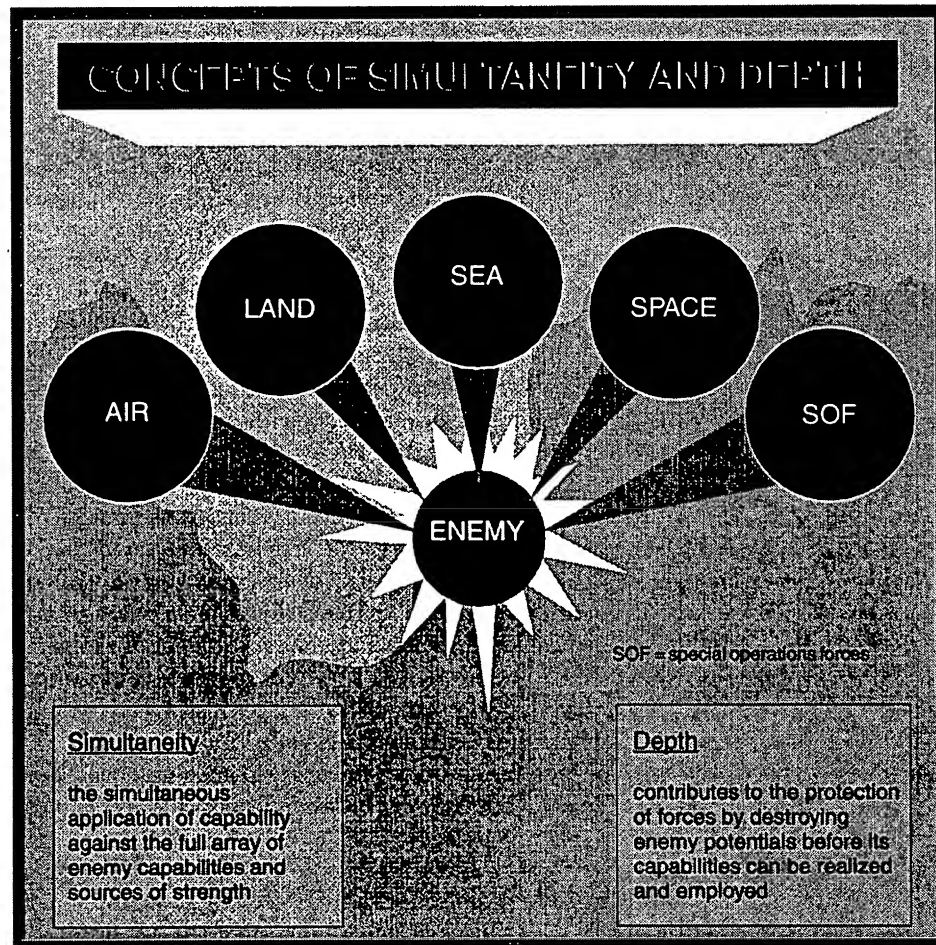 CONCEPTS OF SIMULTANEITY AND DEPTH
SEA
LAND
SPACE
AIR
SOF
ENEMY
SOF = special operations forces
Simultaneity
the simultaneous
application of capability
against the full array of
enemy capabilities and
sources of strength
Depth
contributes to the protection
of forces by destroying
enemy potentials before its
capabilities can be realized
and employed